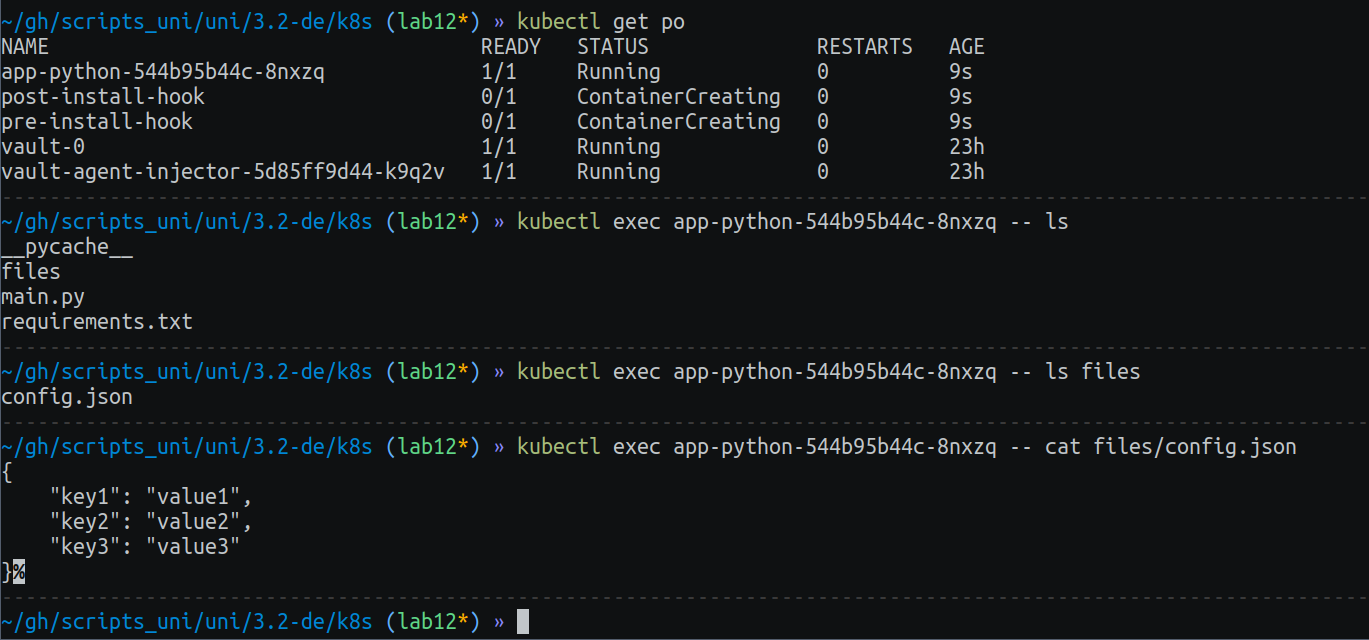 ~/gh/scripts_uni/uni/3.2-de/k8s (lab12*) » kubectl get po
NAME READY STATUS RESTARTS AGE
app-python-544b95b44c-8nxzq 1/1 Running 0 9s
post-install-hook 0/1 ContainerCreating 0 9s
pre-install-hook 0/1 ContainerCreating 0 9s
vault-0 1/1 Running 0 23h
vault-agent-injector-5d85ff9d44-k9q2v 1/1 Running 0 23h
~/gh/scripts_uni/uni/3.2-de/k8s (lab12*) » kubectl exec app-python-544b95b44c-8nxzq -- ls
__pycache__
files
main.py
requirements.txt
~/gh/scripts_uni/uni/3.2-de/k8s (lab12*) » kubectl exec app-python-544b95b44c-8nxzq -- ls files
config.json
~/gh/scripts_uni/uni/3.2-de/k8s (lab12*) » kubectl exec app-python-544b95b44c-8nxzq -- cat files/config.json
{
    "key1": "value1",
    "key2": "value2",
    "key3": "value3"
}%
~/gh/scripts_uni/uni/3.2-de/k8s (lab12*) »